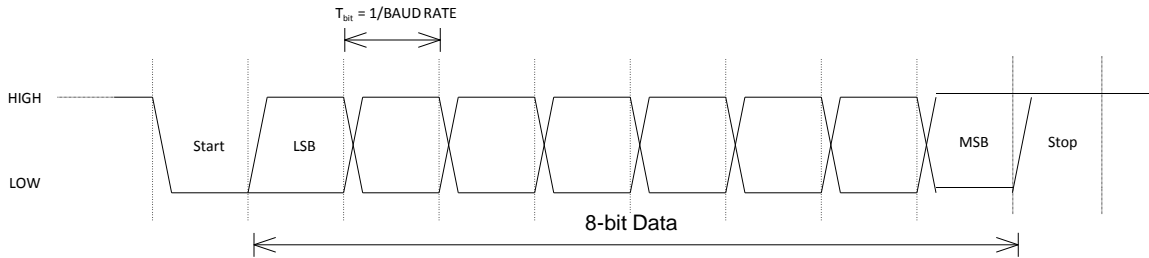 T_bit = 1/BAUD RATE
HIGH
Start
LSB
MSB
Stop
LOW
8-bit Data